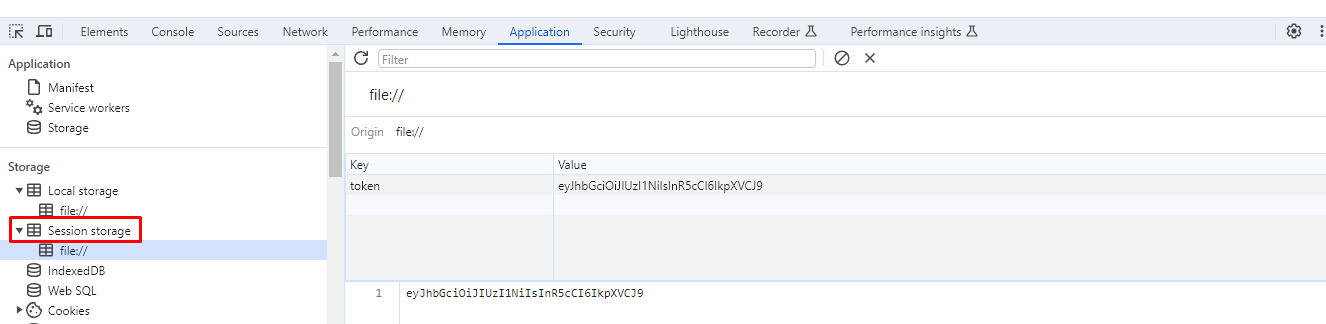 Elements Console Sources Network Performance Memory Application Security Lighthouse Recorder Performance insights
Application
Manifest
Service workers
Storage
Storage
Local storage
file://
Session storage
file://
IndexedDB
Web SQL
Cookies
Filter
file://
Origin file://
Key Value
token eyJhbGciOiJIUzI1NiIsInR5cCI6IkpXVCJ9
1 eyJhbGciOiJIUzI1NiIsInR5cCI6IkpXVCJ9